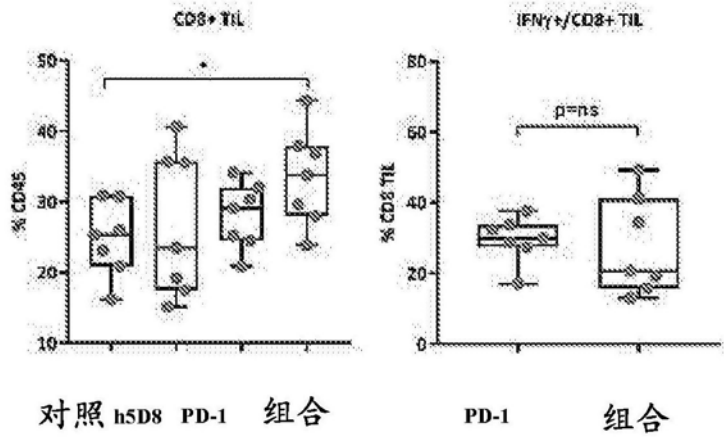 CD8+ TIL
% CD45
50
40
30
20
10
*
对照 h5D8 PD-1 组合
IFNγ+/CD8+ TIL
% CD8 TIL
80
60
40
20
0
p=ns
PD-1 组合